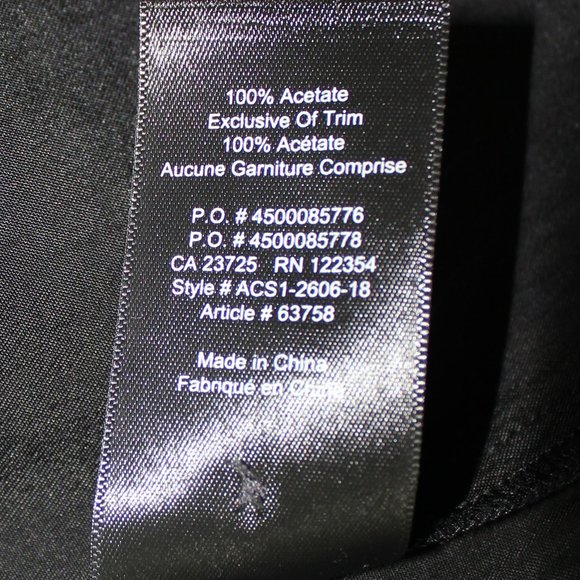 100% Acetate
Exclusive Of Trim
100% Acétate
Aucune Garniture Comprise
P.O. # 4500085776
P.O. # 4500085778
CA 23725 RN 122354
Style # ACS1-2606-18
Article # 63758
Made in China
Fabriqué en Chine